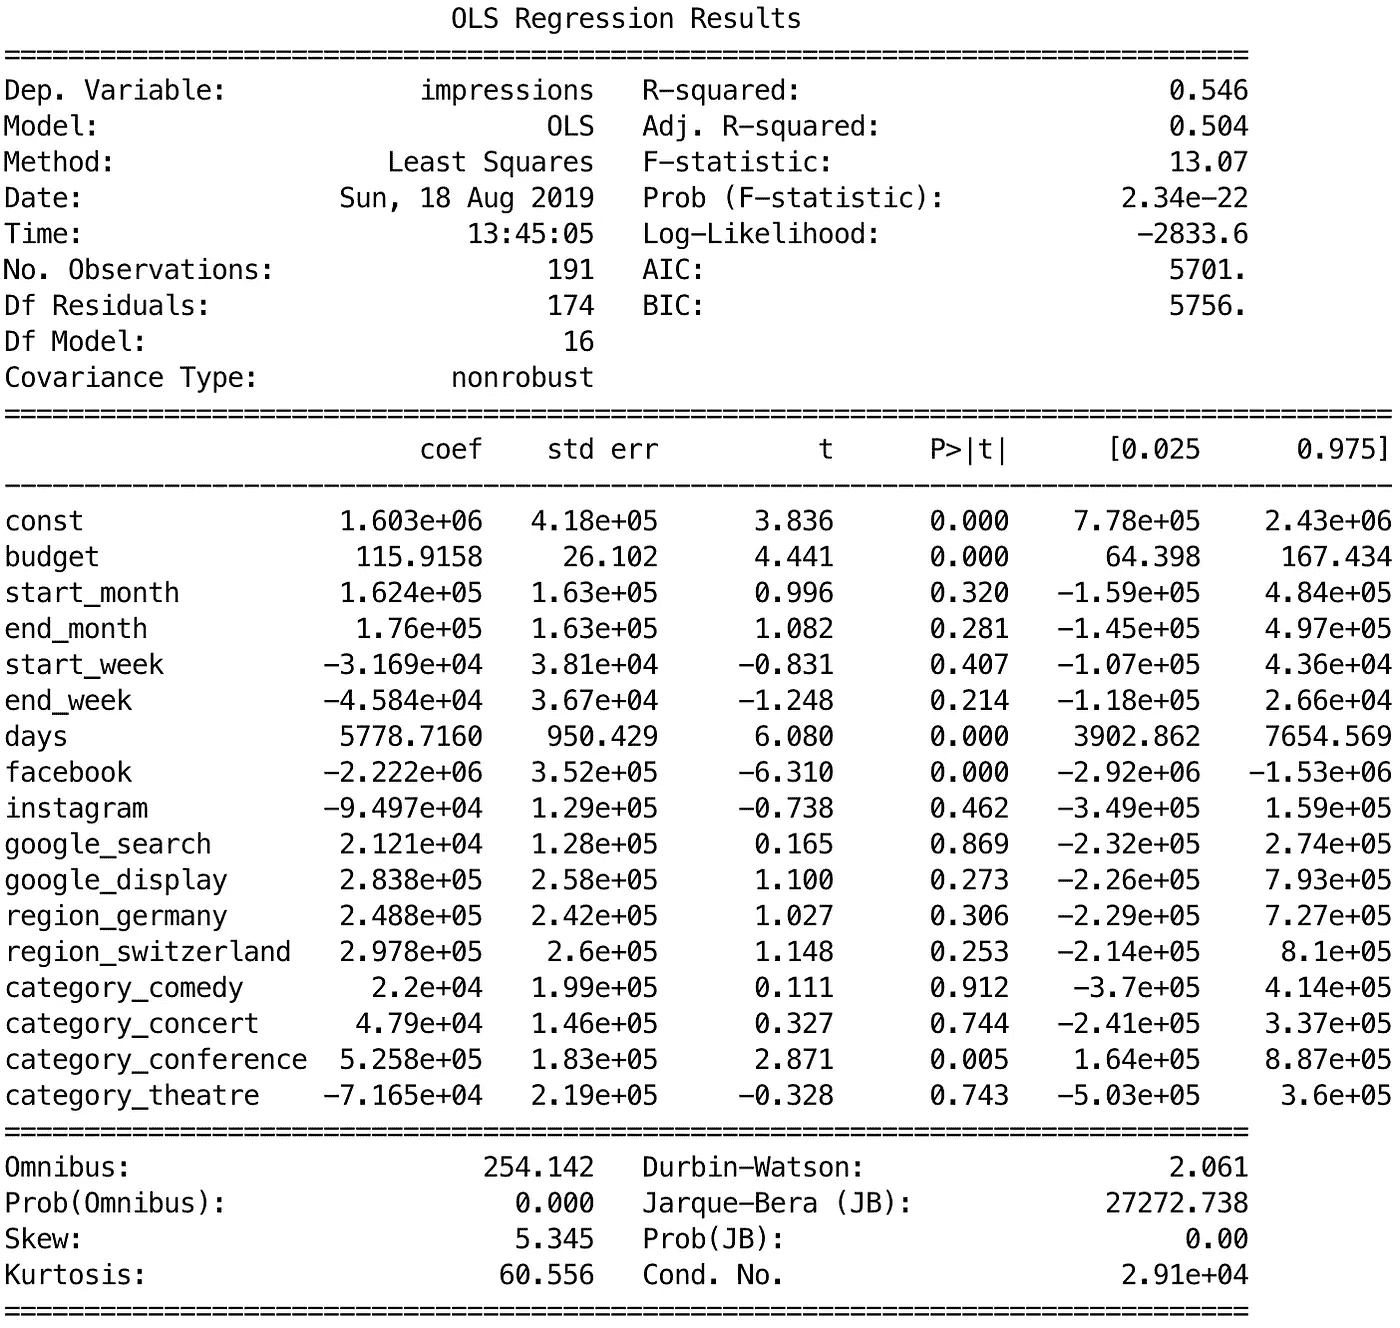 OLS Regression Results
==============================================================================
Dep. Variable: impressions R-squared: 0.546
Model: OLS Adj. R-squared: 0.504
Method: Least Squares F-statistic: 13.07
Date: Sun, 18 Aug 2019 Prob (F-statistic): 2.34e-22
Time: 13:45:05 Log-Likelihood: -2833.6
No. Observations: 191 AIC: 5701.
Df Residuals: 174 BIC: 5756.
Df Model: 16
Covariance Type: nonrobust
=======================================================================================
coef std err t P>|t| [0.025 0.975]
---------------------------------------------------------------------------------------
const 1.603e+06 4.18e+05 3.836 0.000 7.78e+05 2.43e+06
budget 115.9158 26.102 4.441 0.000 64.398 167.434
start_month 1.624e+05 1.63e+05 0.996 0.320 -1.59e+05 4.84e+05
end_month 1.76e+05 1.63e+05 1.082 0.281 -1.45e+05 4.97e+05
start_week -3.169e+04 3.81e+04 -0.831 0.407 -1.07e+05 4.36e+04
end_week -4.584e+04 3.67e+04 -1.248 0.214 -1.18e+05 2.66e+04
days 5778.7160 950.429 6.080 0.000 3902.862 7654.569
facebook -2.222e+06 3.52e+05 -6.310 0.000 -2.92e+06 -1.53e+06
instagram -9.497e+04 1.29e+05 -0.738 0.462 -3.49e+05 1.59e+05
google_search 2.121e+04 1.28e+05 0.165 0.869 -2.32e+05 2.74e+05
google_display 2.838e+05 2.58e+05 1.100 0.273 -2.26e+05 7.93e+05
region_germany 2.488e+05 2.42e+05 1.027 0.306 -2.29e+05 7.27e+05
region_switzerland 2.978e+05 2.6e+05 1.148 0.253 -2.14e+05 8.1e+05
category_comedy 2.2e+04 1.99e+05 0.111 0.912 -3.7e+05 4.14e+05
category_concert 4.79e+04 1.46e+05 0.327 0.744 -2.41e+05 3.37e+05
category_conference 5.258e+05 1.83e+05 2.871 0.005 1.64e+05 8.87e+05
category_theatre -7.165e+04 2.19e+05 -0.328 0.743 -5.03e+05 3.6e+05
==============================================================================
Omnibus: 254.142 Durbin-Watson: 2.061
Prob(Omnibus): 0.000 Jarque-Bera (JB): 27272.738
Skew: 5.345 Prob(JB): 0.00
Kurtosis: 60.556 Cond. No. 2.91e+04
==============================================================================